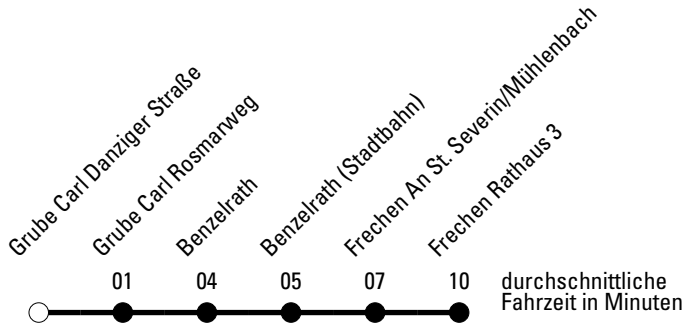 Grube Carl Danziger Straße
Grube Carl Rosmarweg
Benzelrath
Benzelrath (Stadtbahn)
Frechen An St. Severin/Mühlenbach
Frechen Rathaus 3
01 04 05 07 10 durchschnittliche
Fahrzeit in Minuten